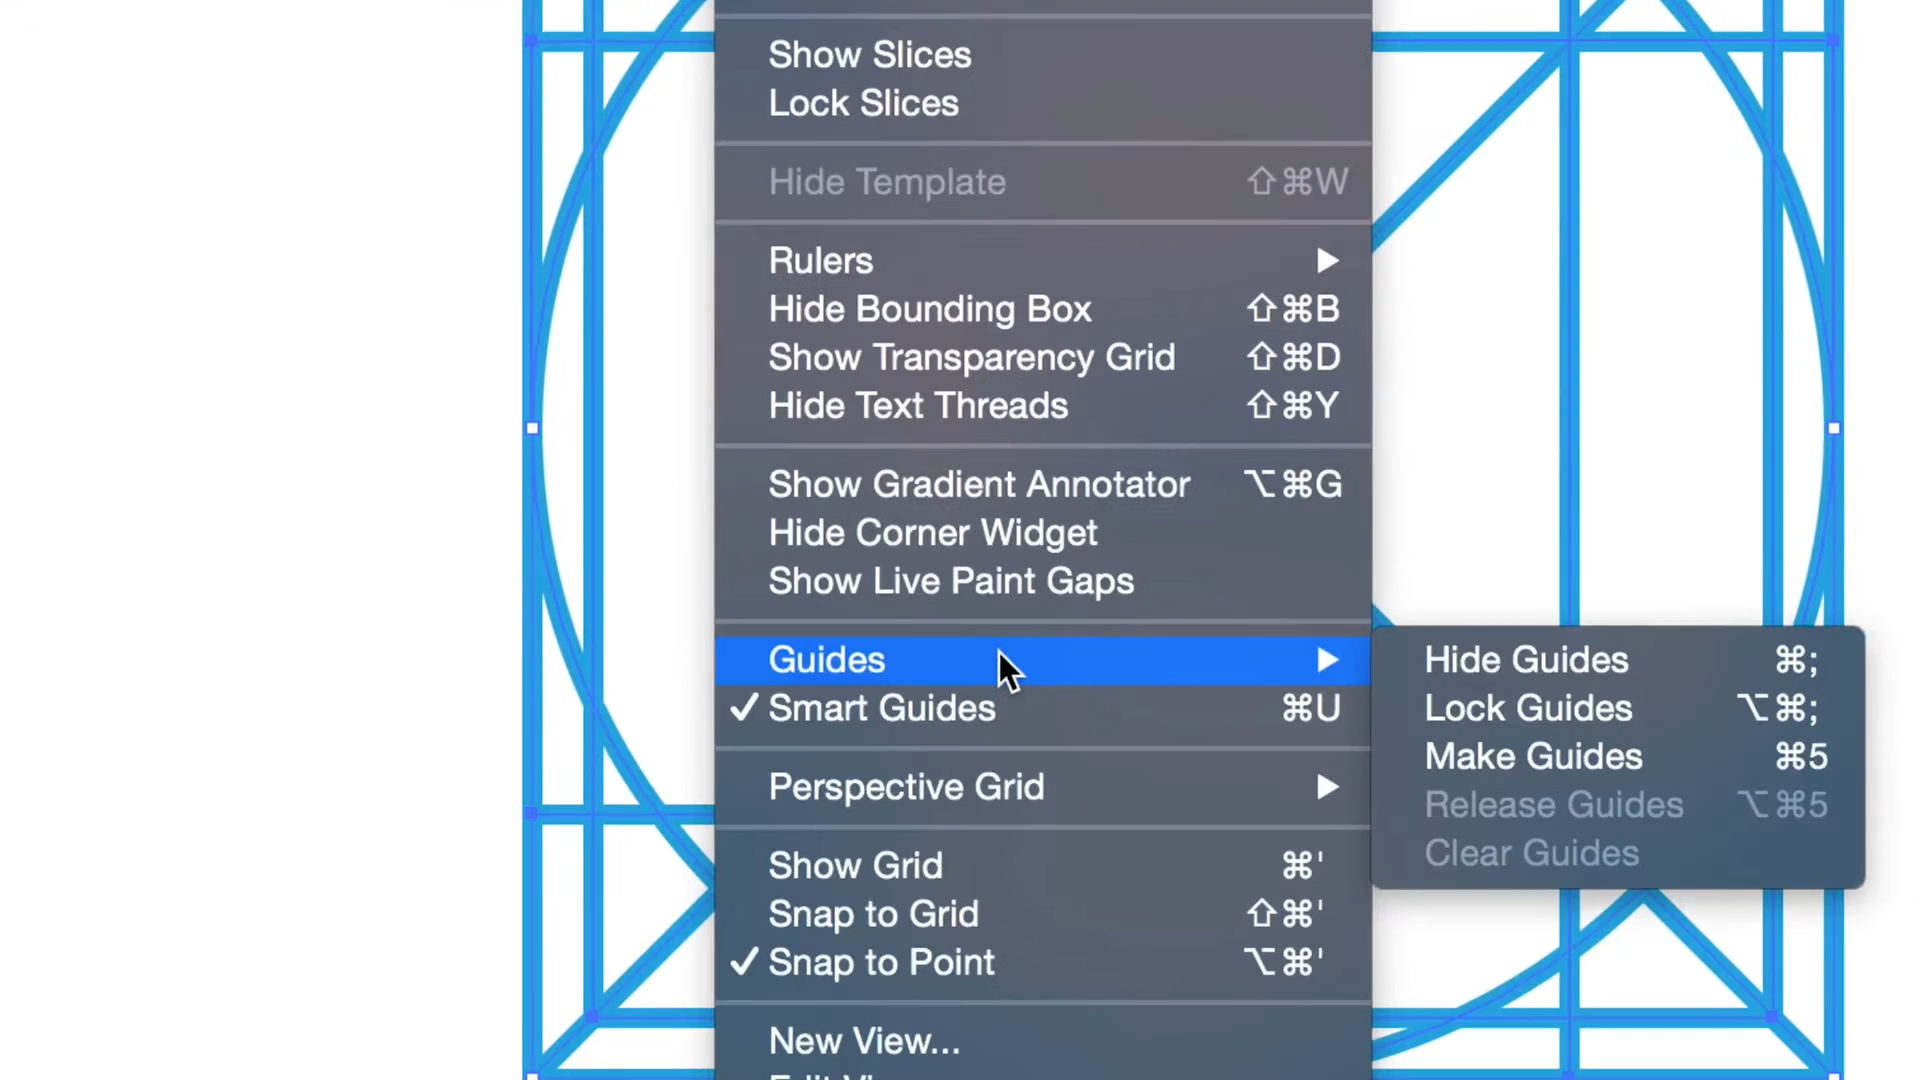 Show Slices
Lock Slices
Hide Template ⇧⌘W
Rulers ▶
Hide Bounding Box ⇧⌘B
Show Transparency Grid ⇧⌘D
Hide Text Threads ⇧⌘Y
Show Gradient Annotator ⌥⌘G
Hide Corner Widget
Show Live Paint Gaps
Guides ▶
✓ Smart Guides ⌘U
Perspective Grid ▶
Show Grid ⌘'
Snap to Grid ⇧⌘'
✓ Snap to Point ⌥⌘'
New View...
Hide Guides ⌘;
Lock Guides ⌥⌘;
Make Guides ⌘5
Release Guides ⌥⌘5
Clear Guides